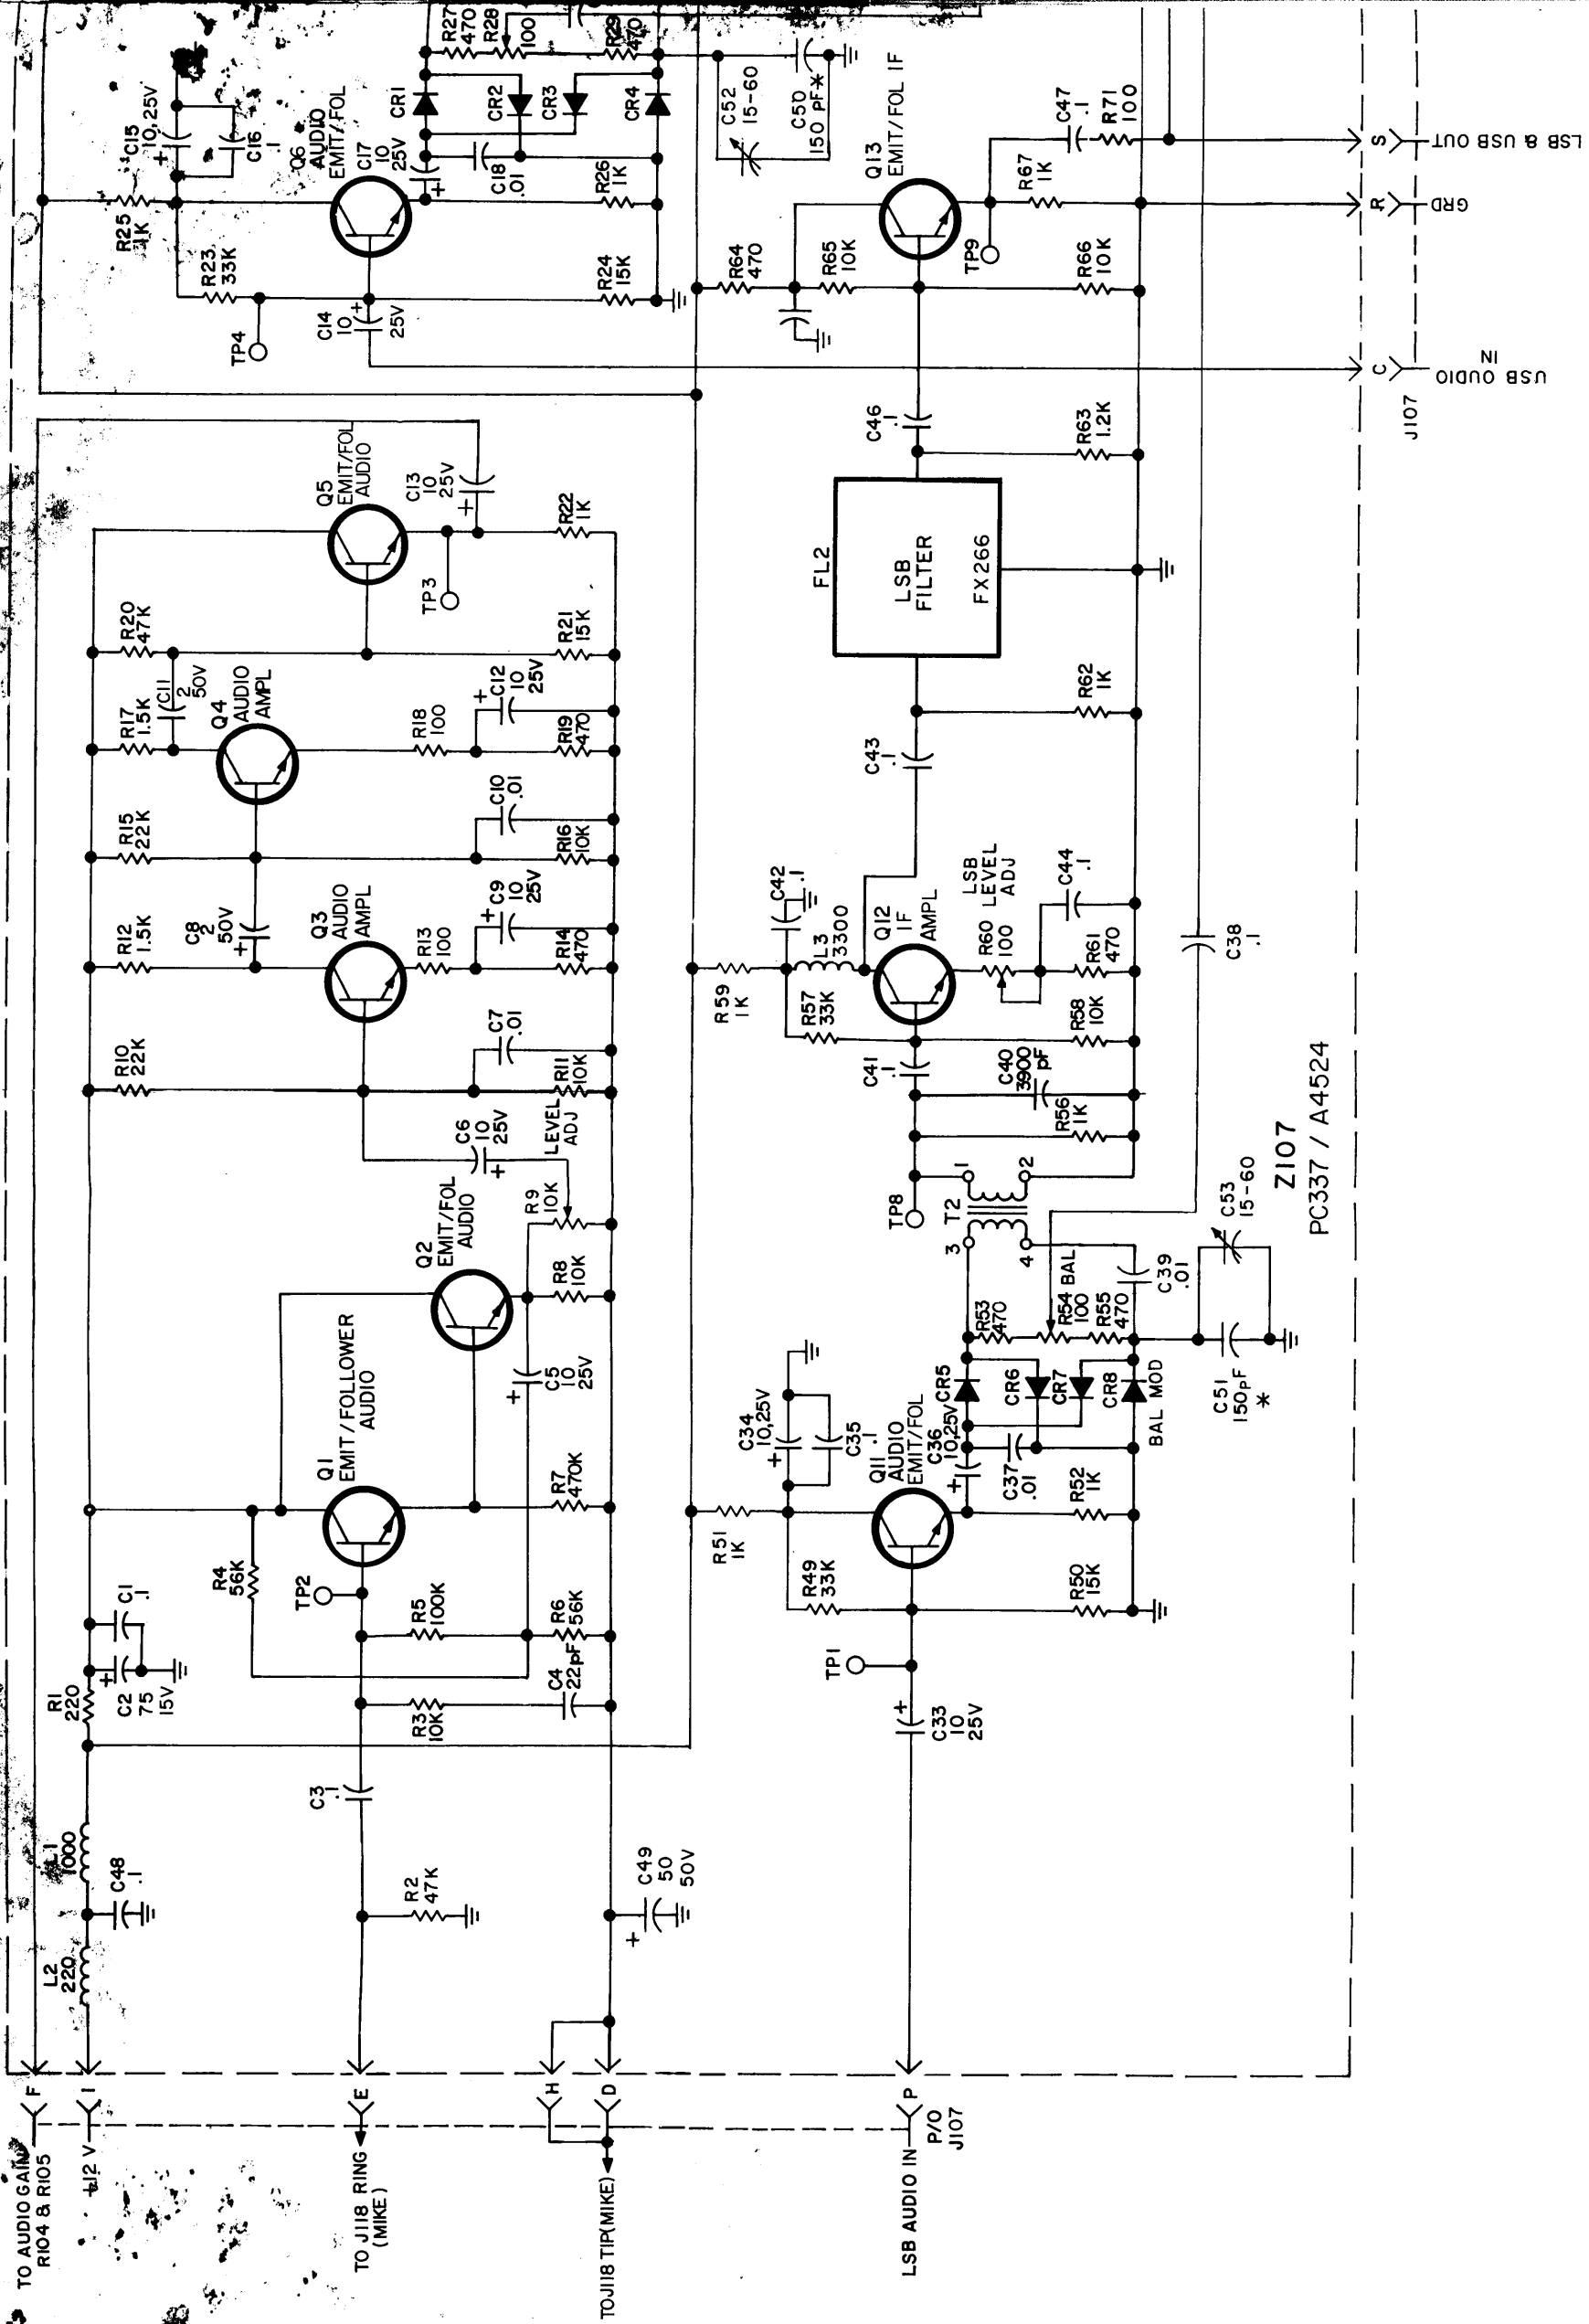 TO AUDIO GAIN
R104 & R105
F
+12 V
I
L2
220
C48
.1
L1
1000
R1
220
C2
75
15V
C1
.1
TO J118 RING
(MIKE)
E
R2
47K
C3
.1
R3
10K
C4
22pF
R4
56K
TP2
R5
100K
R6
56K
Q1
EMIT/FOLLOWER
AUDIO
R7
470K
C5
10
25V
Q2
EMIT/FOL
AUDIO
R8
10K
R9
10K
LEVEL
ADJ
C6
10
25V
R10
22K
R11
10K
C7
.01
R12
1.5K
C8
2
50V
Q3
AUDIO
AMPL
R13
100
C9
10
25V
R14
470
R15
22K
R16
10K
C10
.01
R17
1.5K
C11
2
50V
Q4
AUDIO
AMPL
R18
100
C12
10
25V
R19
470
R20
47K
R21
15K
Q5
EMIT/FOL
AUDIO
TP3
C13
10
25V
R22
1K
H
D
TO J118 TIP(MIKE)
C49
50
50V
TP4
R23
33K
R25
1K
C14
10
25V
R24
15K
C15
10,25V
C16
.1
Q6
AUDIO
EMIT/FOL
C17
10
25V
C18
.01
R26
1K
CR1
CR2
CR3
CR4
R27
470
R28
100
R29
470
C52
15-60
C50
150 pF*
LSB AUDIO IN
P
P/O
J107
C33
10
25V
TP1
R49
33K
R50
15K
R51
1K
C34
10,25V
C35
.1
Q11
AUDIO
EMIT/FOL
C36
10,25V
C37
.01
R52
1K
CR5
CR6
CR7
CR8
BAL MOD
R53
470
R54 BAL
100
R55
470
C51
150pF
*
C53
15-60
C39
.01
3
4
T2
1
2
TP8
R56
1K
C40
3900
pF
C41
.1
R57
33K
R58
10K
R59
1K
L3
3300
C42
.1
Q12
IF
AMPL
R60
100
LSB
LEVEL
ADJ
R61
470
C44
.1
C38
.1
C43
.1
R62
1K
FL2
LSB
FILTER
FX266
R63
1.2K
C46
.1
R64
470
R65
10K
R66
10K
Q13
EMIT/FOL IF
TP9
R67
1K
C47
.1
R71
100
Z107
PC337 / A4524
J107
C
USB OUDIO
IN
R
GRD
S
LSB & USB OUT